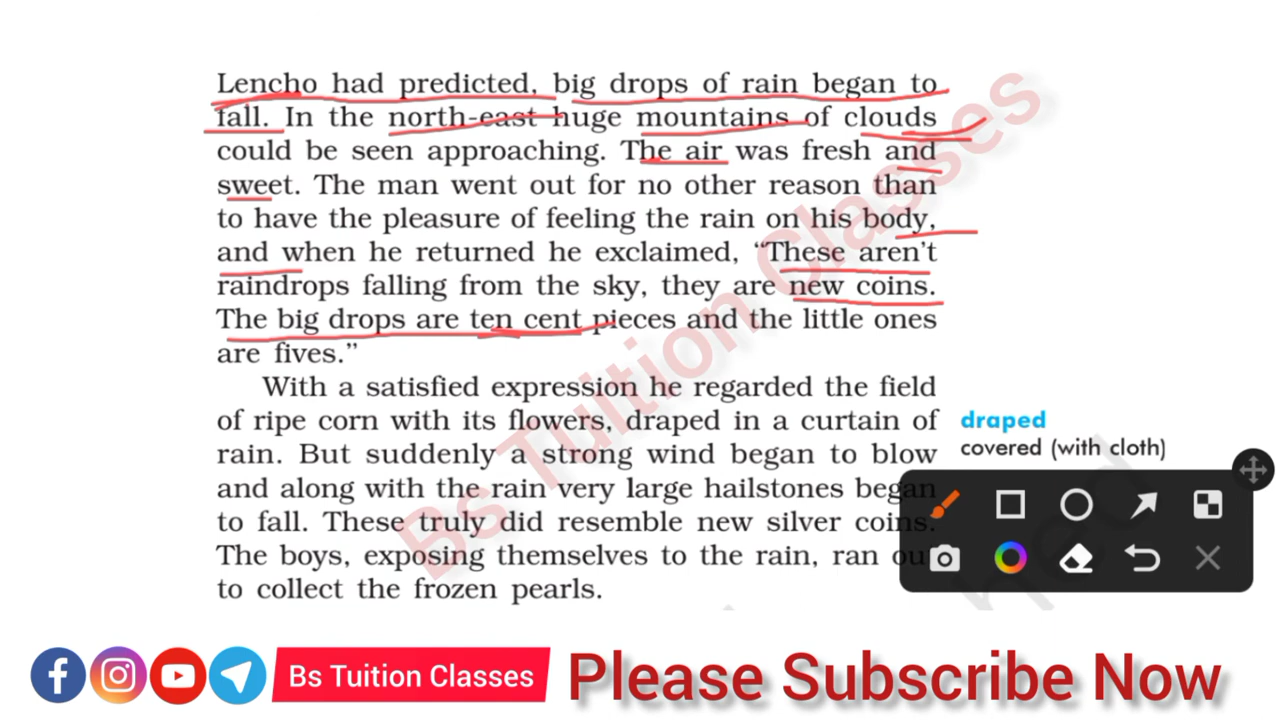 Lencho had predicted, big drops of rain began to
fall. In the north-east huge mountains of clouds
could be seen approaching. The air was fresh and
sweet. The man went out for no other reason than
to have the pleasure of feeling the rain on his body,
and when he returned he exclaimed, “These aren’t
raindrops falling from the sky, they are new coins.
The big drops are ten cent pieces and the little ones
are fives.”
With a satisfied expression he regarded the field
of ripe corn with its flowers, draped in a curtain of
rain. But suddenly a strong wind began to blow
and along with the rain very large hailstones began
to fall. These truly did resemble new silver coins.
The boys, exposing themselves to the rain, ran out
to collect the frozen pearls.
draped
covered (with cloth)
Bs Tuition Classes
Bs Tuition Classes
Please Subscribe Now